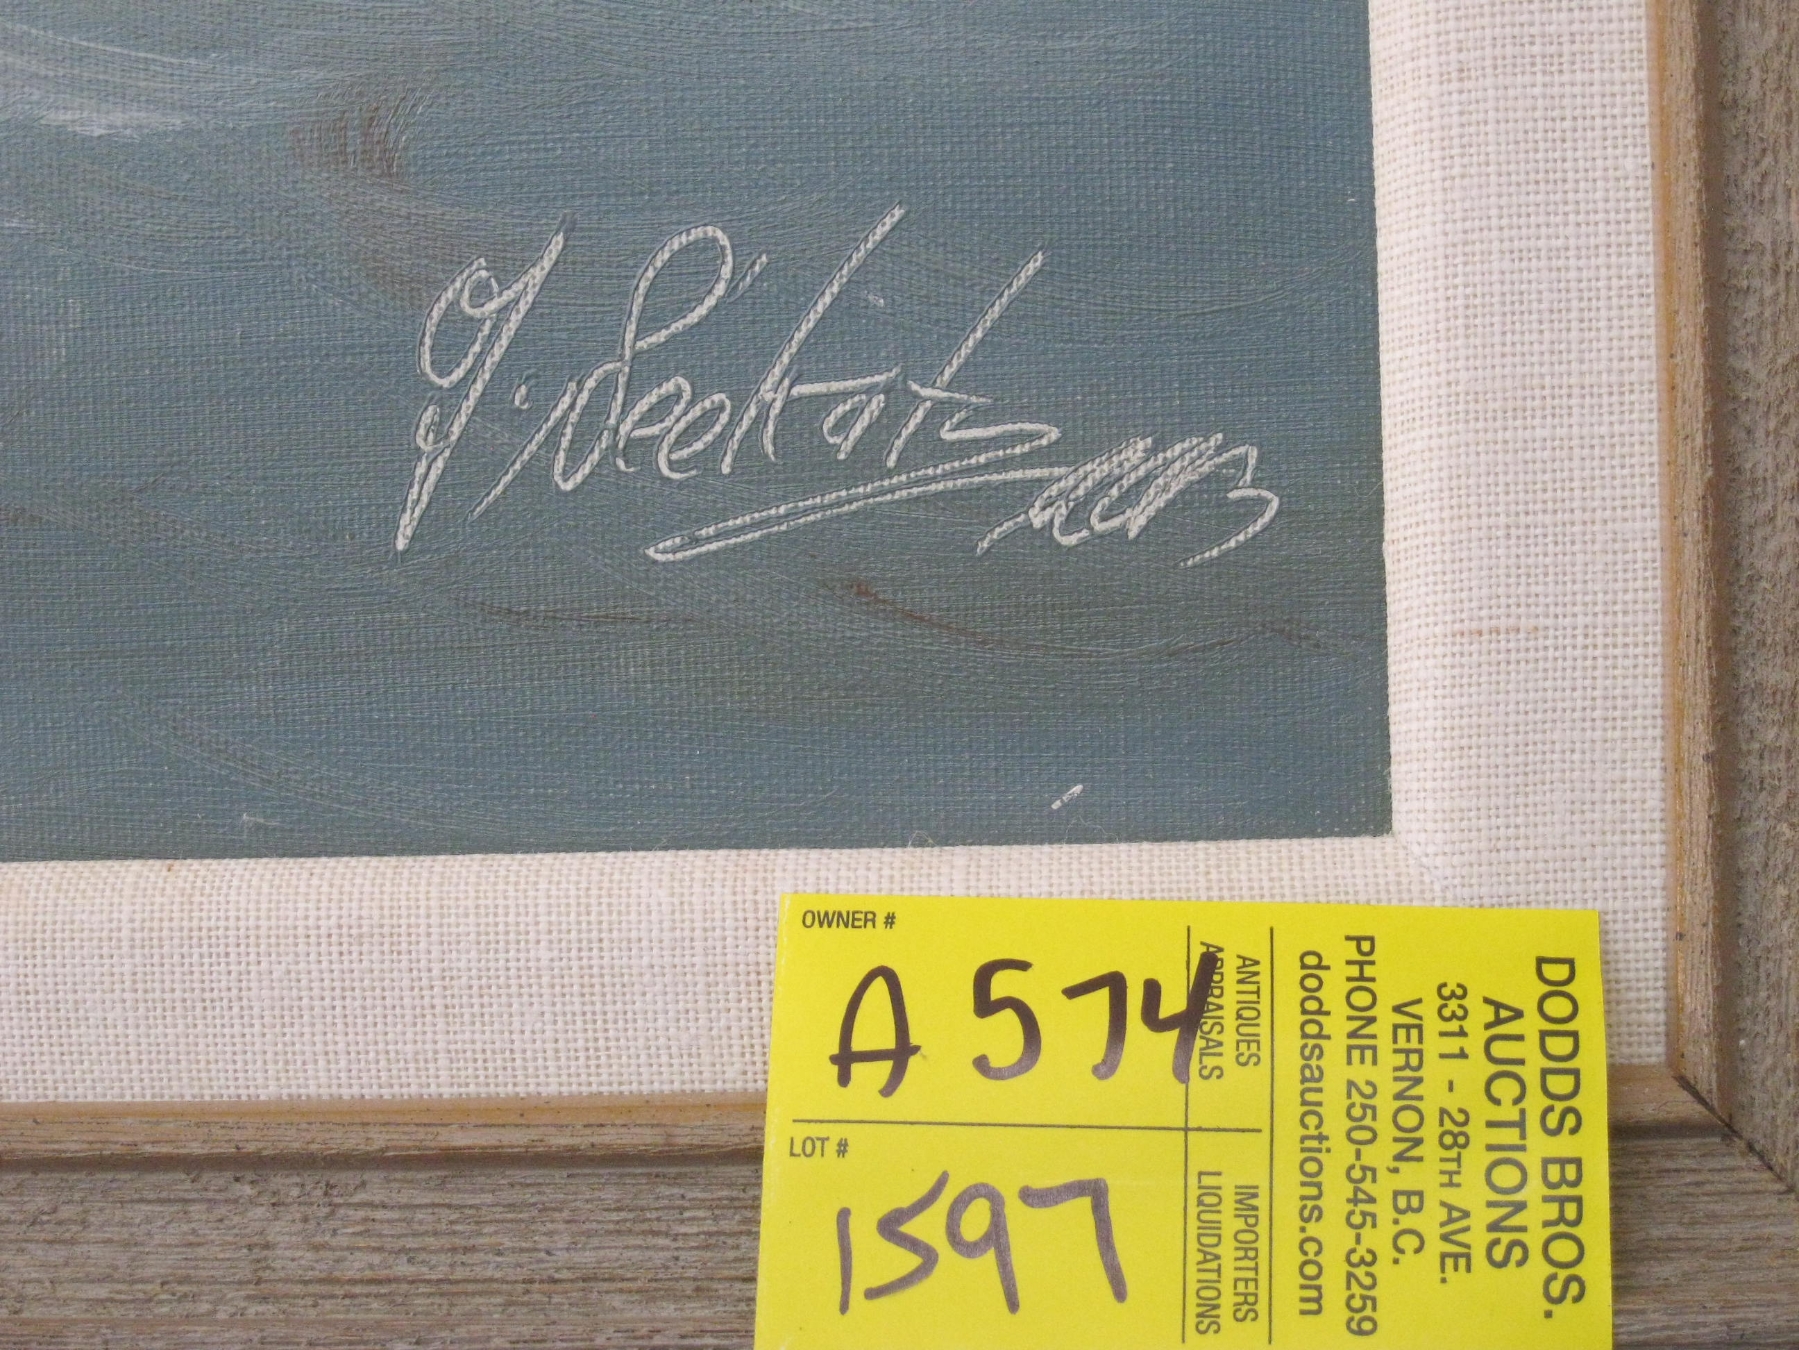 OWNER #
A 574
LOT #
1597
ANTIQUES
APPRAISALS
IMPORTERS
LIQUIDATIONS
DODDS BROS.
AUCTIONS
3311 - 28TH AVE.
VERNON, B.C.
PHONE 250-545-3259
doddsauctions.com